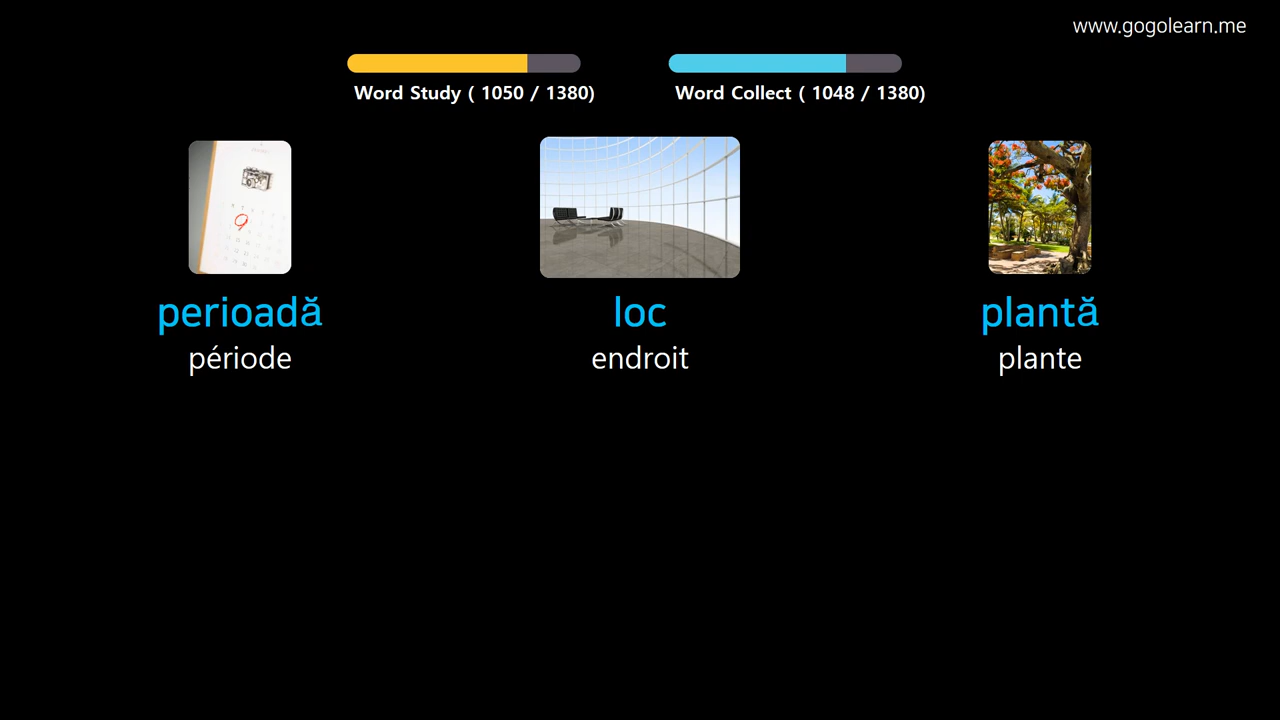 www.gogolearn.me
Word Study ( 1050 / 1380)
Word Collect ( 1048 / 1380)
perioadă
loc
plantă
période
endroit
plante